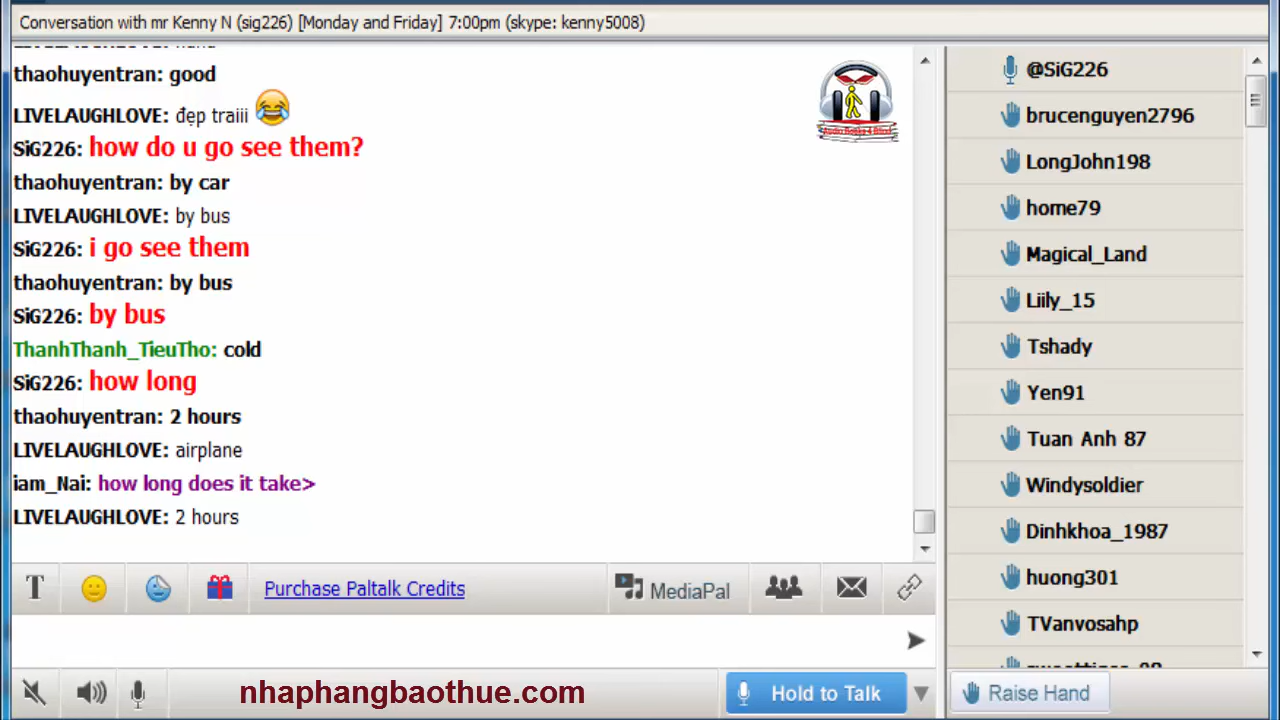 Conversation with mr Kenny N (sig226) [Monday and Friday] 7:00pm (skype: kenny5008)
thaohuyentran: good
LIVELAUGHLOVE: đẹp traiii
SiG226: how do u go see them?
thaohuyentran: by car
LIVELAUGHLOVE: by bus
SiG226: i go see them
thaohuyentran: by bus
SiG226: by bus
ThanhThanh_TieuTho: cold
SiG226: how long
thaohuyentran: 2 hours
LIVELAUGHLOVE: airplane
iam_Nai: how long does it take>
LIVELAUGHLOVE: 2 hours
Audio Books 4 Blind
@SiG226
brucenguyen2796
LongJohn198
home79
Magical_Land
Liily_15
Tshady
Yen91
Tuan Anh 87
Windysoldier
Dinhkhoa_1987
huong301
TVanvosahp
T
Purchase Paltalk Credits
MediaPal
nhaphangbaothue.com
Hold to Talk
Raise Hand